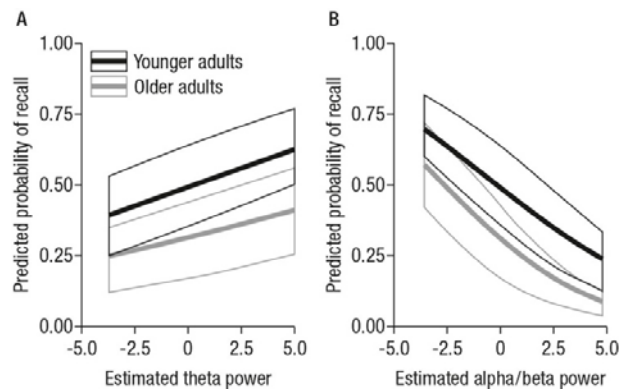 A
Predicted probability of recall
1.00
0.75
0.50
0.25
0.00
Younger adults
Older adults
-5.0 -2.5 0 2.5 5.0
Estimated theta power
B
Predicted probability of recall
1.00
0.75
0.50
0.25
0.00
-5.0 -2.5 0 2.5 5.0
Estimated alpha/beta power